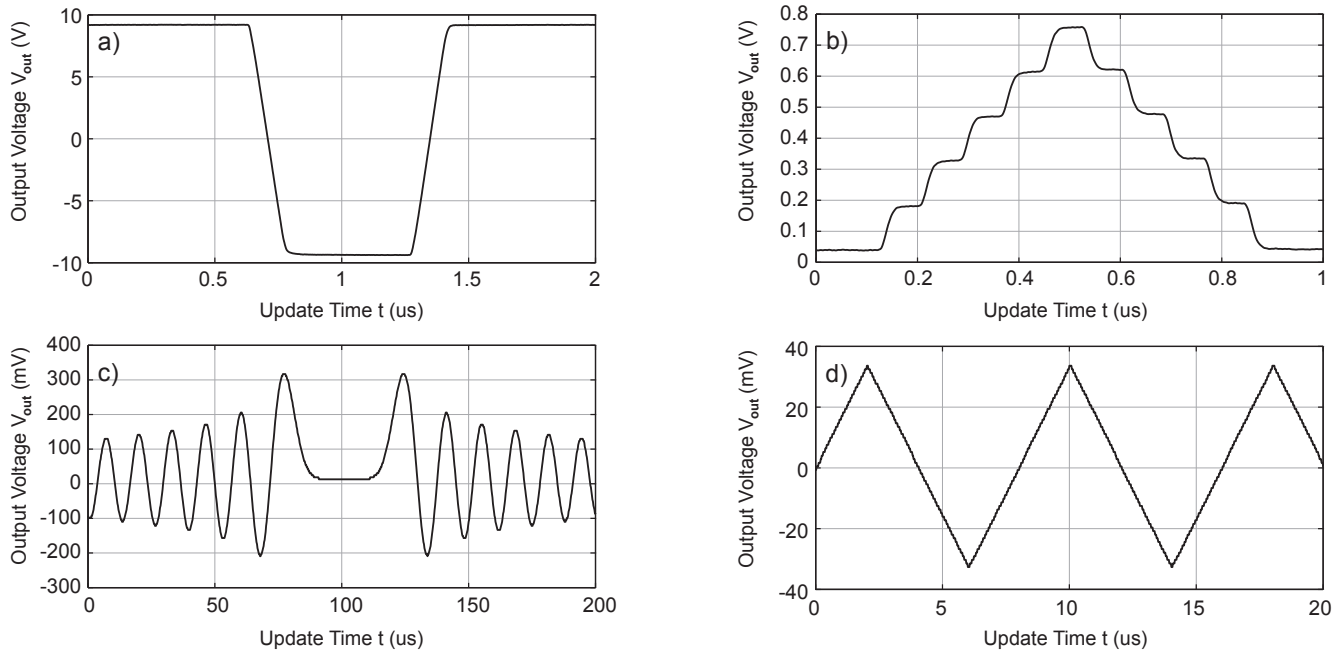 a)
Output Voltage Vout (V)
10
5
0
-5
-10
0 0.5 1 1.5 2
Update Time t (us)
b)
Output Voltage Vout (V)
0.8
0.7
0.6
0.5
0.4
0.3
0.2
0.1
0
0 0.2 0.4 0.6 0.8 1
Update Time t (us)
c)
Output Voltage Vout (mV)
400
300
200
100
0
-100
-200
-300
0 50 100 150 200
Update Time t (us)
d)
Output Voltage Vout (mV)
40
20
0
-20
-40
0 5 10 15 20
Update Time t (us)